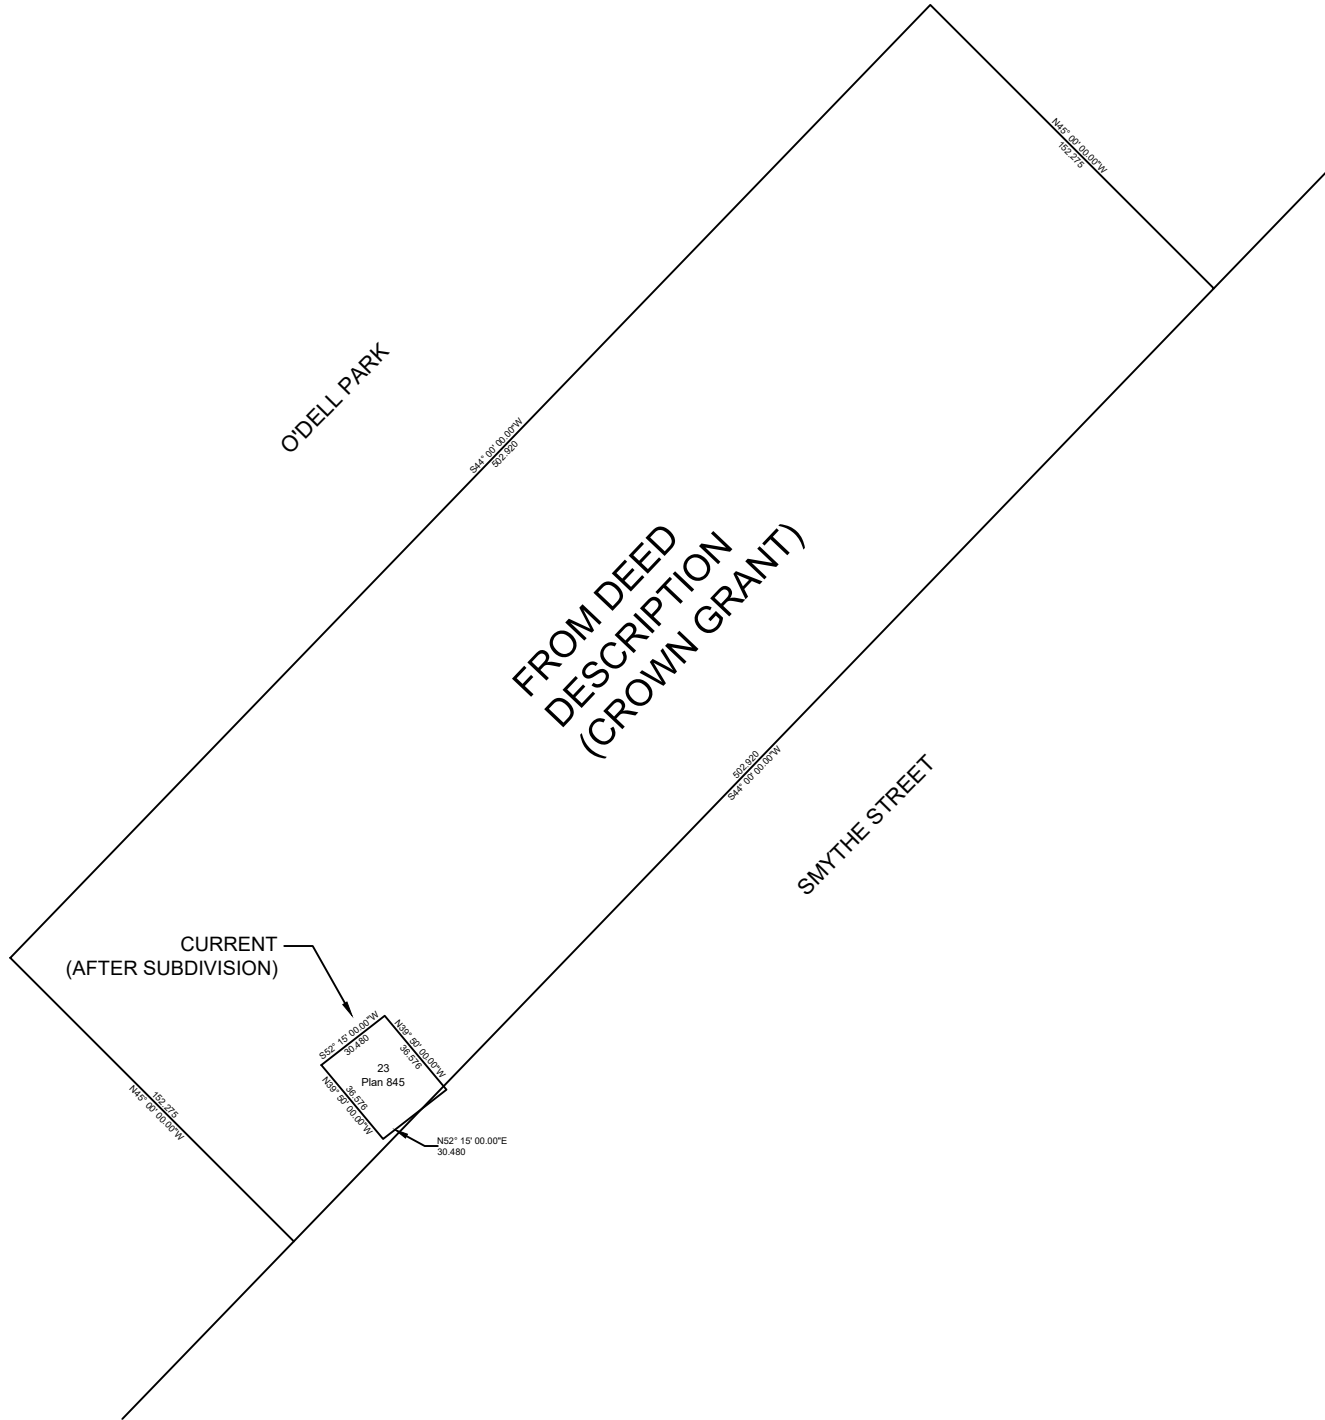 N45° 00' 00.00"W
152.275
O'DELL PARK
S44° 00' 00.00"W
502.920
FROM DEED
DESCRIPTION
(CROWN GRANT)
502.920
S44° 00' 00.00"W
SMYTHE STREET
CURRENT
(AFTER SUBDIVISION)
S52° 15' 00.00"W
30.480
N39° 50' 00.00"W
36.576
23
Plan 845
36.576
N39° 50' 00.00"W
152.275
N45° 00' 00.00"W
N52° 15' 00.00"E
30.480